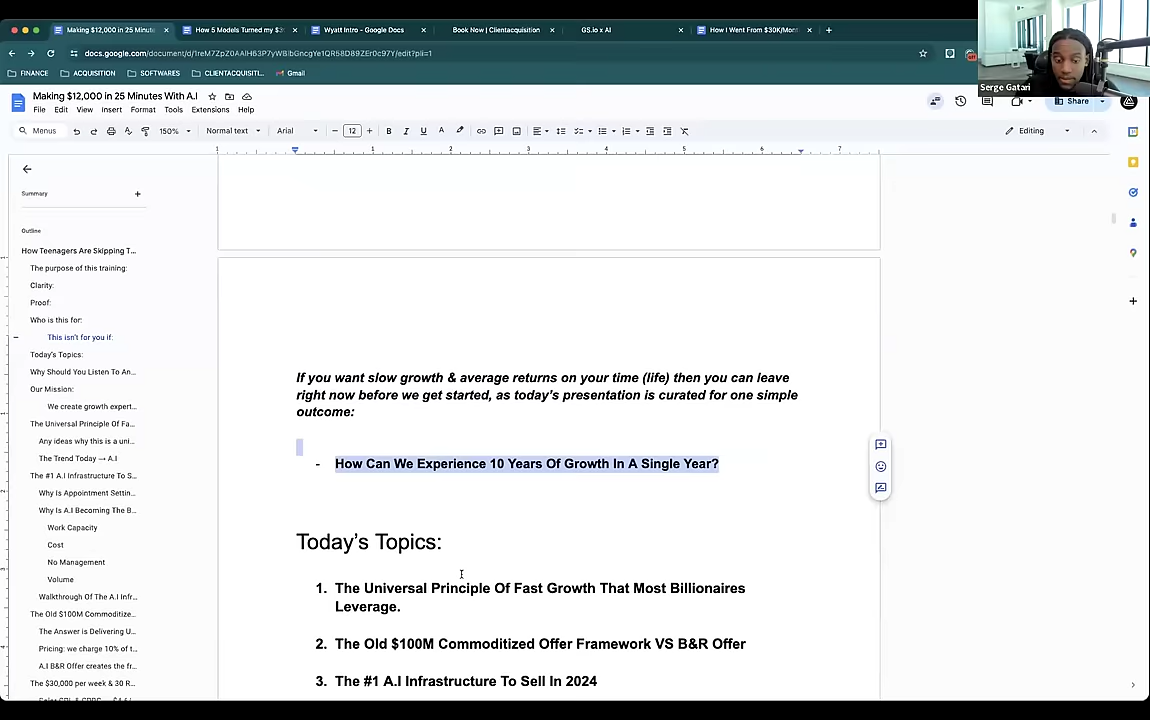 Making $12,000 in 25 Minute
How 5 Models Turned my $3
Wyatt Intro - Google Docs
Book Now | Clientacquisition
GS.io x AI
How I Went From $30K/Mon
FINANCE
ACQUISITION
SOFTWARES
CLIENTACQUISITI...
Gmail
Serge Gatari
Making $12,000 in 25 Minutes With A.I
File Edit View Insert Format Tools Extensions Help
Share
Menus
150%
Normal text
Arial
12
Editing
1 1 2 3 4 5 6 7
Summary
Outline
How Teenagers Are Skipping T...
The purpose of this training:
Clarity:
Proof:
Who is this for:
This isn't for you if:
Today's Topics:
Why Should You Listen To An...
Our Mission:
We create growth expert...
The Universal Principle Of Fa...
Any ideas why this is a uni...
The Trend Today → A.I
The #1 A.I Infrastructure To S...
Why Is Appointment Settin...
Why Is A.I Becoming The B...
Work Capacity
Cost
No Management
Volume
Walkthrough Of The A.I Infr...
The Old $100M Commoditize...
The Answer is Delivering U...
Pricing: we charge 10% of t...
A.I B&R Offer creates the fr...
The $30,000 per week & 30 R...
If you want slow growth & average returns on your time (life) then you can leave
right now before we get started, as today's presentation is curated for one simple
outcome:
- How Can We Experience 10 Years Of Growth In A Single Year?
Today's Topics:
1. The Universal Principle Of Fast Growth That Most Billionaires
Leverage.
2. The Old $100M Commoditized Offer Framework VS B&R Offer
3. The #1 A.I Infrastructure To Sell In 2024